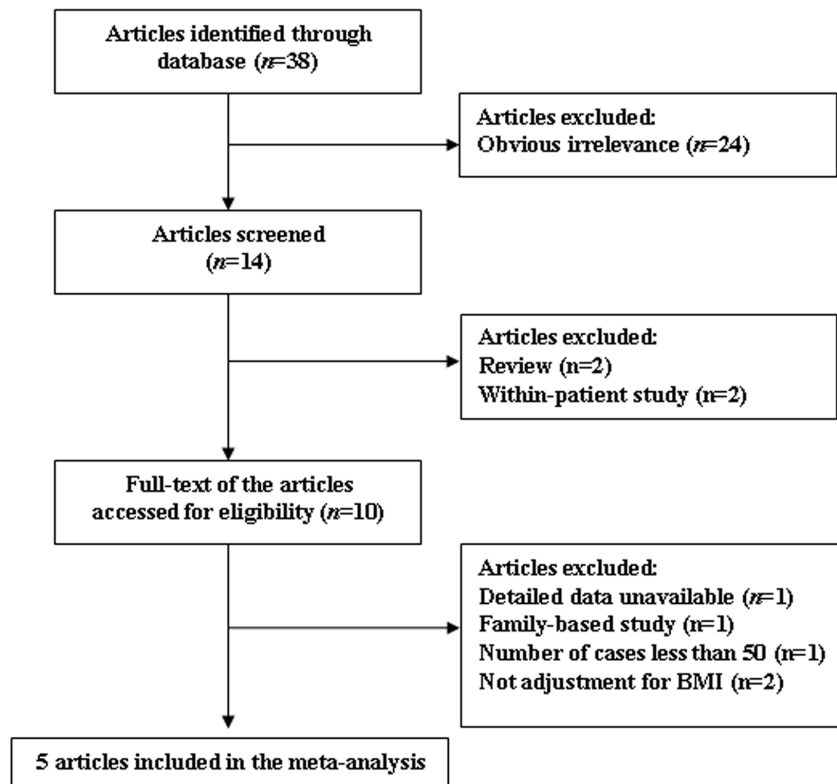 Articles identified through
database (n=38)
Articles excluded:
Obvious irrelevance (n=24)
Articles screened
(n=14)
Articles excluded:
Review (n=2)
Within-patient study (n=2)
Full-text of the articles
accessed for eligibility (n=10)
Articles excluded:
Detailed data unavailable (n=1)
Family-based study (n=1)
Number of cases less than 50 (n=1)
Not adjustment for BMI (n=2)
5 articles included in the meta-analysis